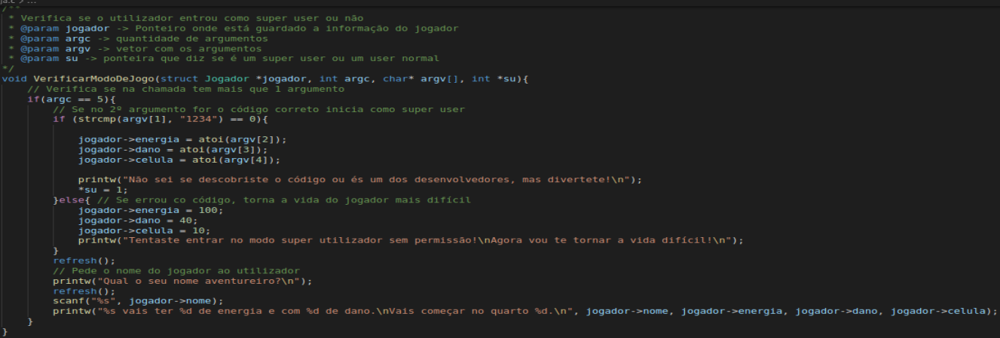 /**
 * Verifica se o utilizador entrou como super user ou não
 * @param jogador -> Ponteiro onde está guardado a informação do jogador
 * @param argc -> quantidade de argumentos
 * @param argv -> vetor com os argumentos
 * @param su -> ponteira que diz se é um super user ou um user normal
*/
void VerificarModoDeJogo(struct Jogador *jogador, int argc, char* argv[], int *su){
    // Verifica se na chamada tem mais que 1 argumento
    if(argc == 5){
        // Se no 2º argumento for o código correto inicia como super user
        if (strcmp(argv[1], "1234") == 0){
            jogador->energia = atoi(argv[2]);
            jogador->dano = atoi(argv[3]);
            jogador->celula = atoi(argv[4]);
            printw("Não sei se descobriste o código ou és um dos desenvolvedores, mas divertete!\n");
            *su = 1;
        }else{ // Se errou co código, torna a vida do jogador mais difícil
            jogador->energia = 100;
            jogador->dano = 40;
            jogador->celula = 10;
            printw("Tentaste entrar no modo super utilizador sem permissão!\nAgora vou te tornar a vida difícil!\n");
        }
        refresh();
        // Pede o nome do jogador ao utilizador
        printw("Qual o seu nome aventureiro?\n");
        refresh();
        scanf("%s", jogador->nome);
        printw("%s vais ter %d de energia e com %d de dano.\nVais começar no quarto %d.\n", jogador->nome, jogador->energia, jogador->dano, jogador->celula);
    }
}